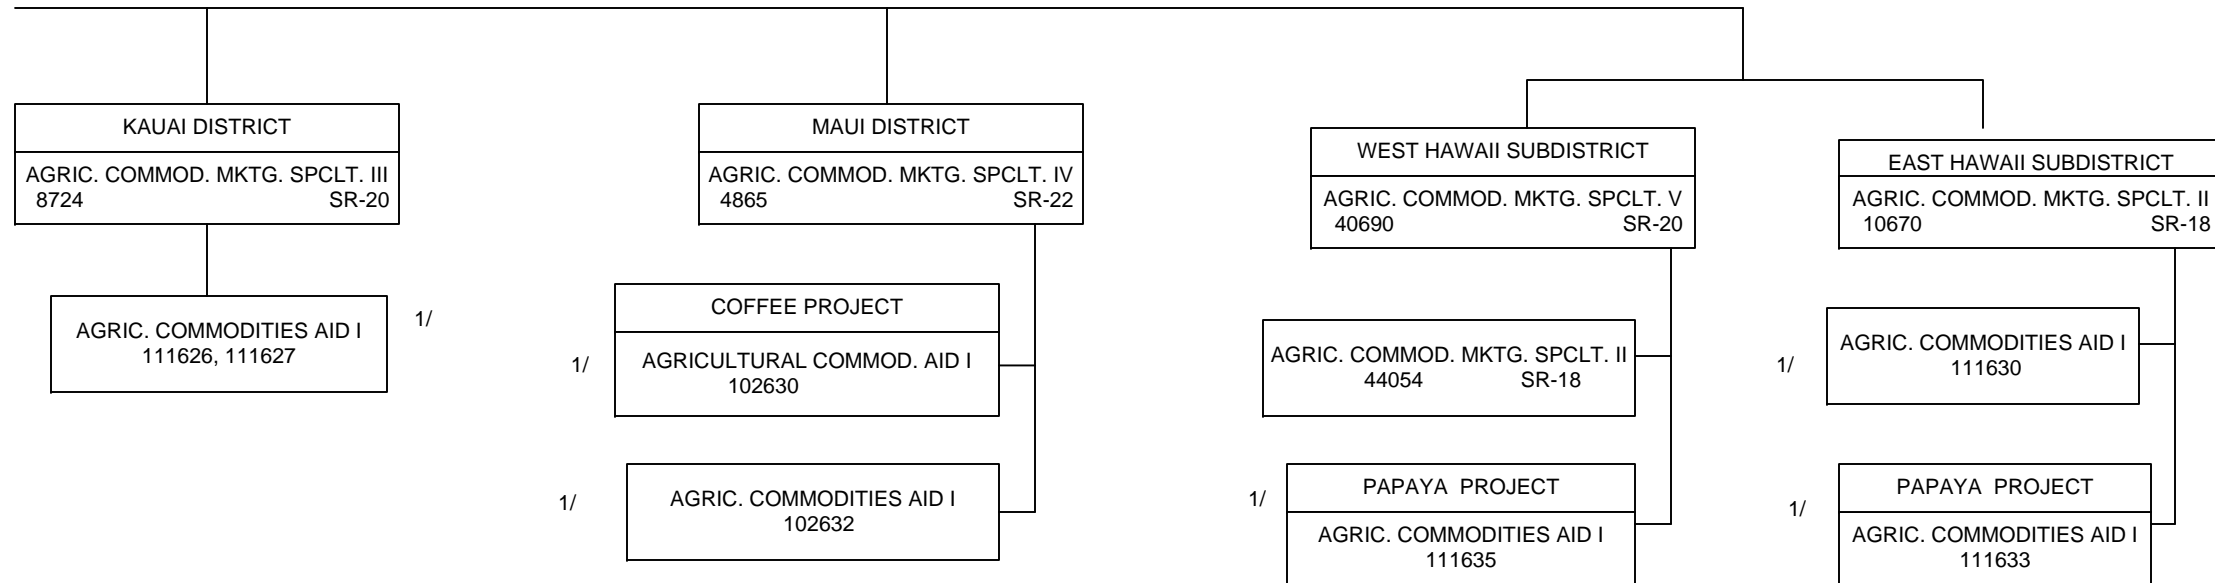 KAUAI DISTRICT
AGRIC. COMMOD. MKTG. SPCLT. III
8724 SR-20
AGRIC. COMMODITIES AID I
111626, 111627
1/
MAUI DISTRICT
AGRIC. COMMOD. MKTG. SPCLT. IV
4865 SR-22
COFFEE PROJECT
1/
AGRICULTURAL COMMOD. AID I
102630
1/
AGRIC. COMMODITIES AID I
102632
WEST HAWAII SUBDISTRICT
AGRIC. COMMOD. MKTG. SPCLT. V
40690 SR-20
AGRIC. COMMOD. MKTG. SPCLT. II
44054 SR-18
1/
PAPAYA PROJECT
AGRIC. COMMODITIES AID I
111635
EAST HAWAII SUBDISTRICT
AGRIC. COMMOD. MKTG. SPCLT. II
10670 SR-18
1/
AGRIC. COMMODITIES AID I
111630
1/
PAPAYA PROJECT
AGRIC. COMMODITIES AID I
111633